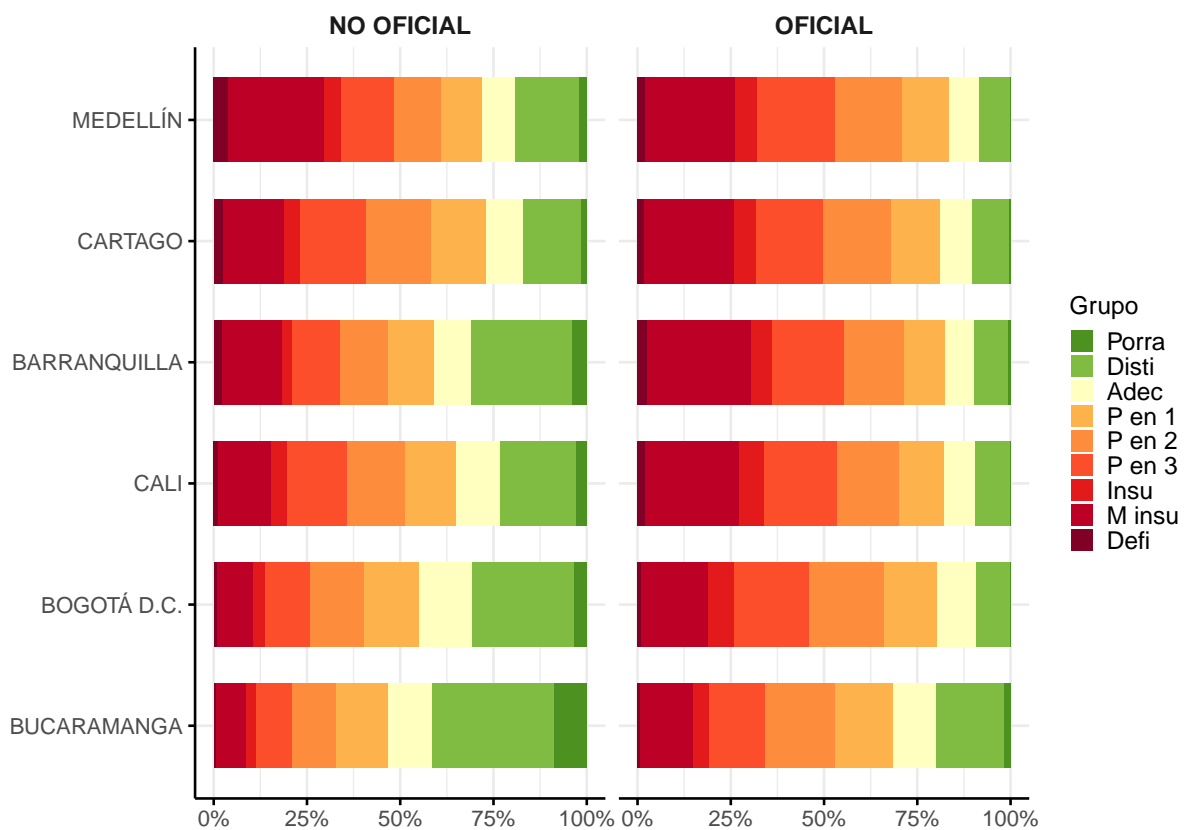 NO OFICIAL
OFICIAL
MEDELLÍN
CARTAGO
BARRANQUILLA
CALI
BOGOTÁ D.C.
BUCARAMANGA
0% 25% 50% 75% 100%
0% 25% 50% 75% 100%
Grupo
Porra
Disti
Adec
P en 1
P en 2
P en 3
Insu
M insu
Defi